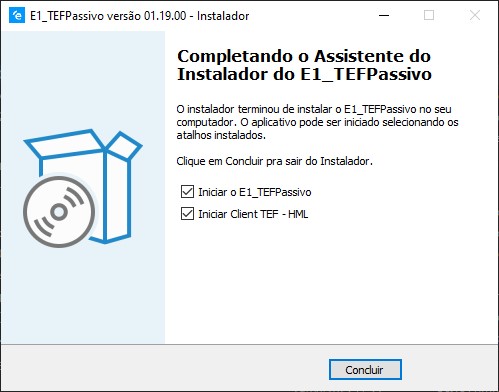 E1_TEFPassivo versão 01.19.00 - Instalador
Completando o Assistente do
Instalador do E1_TEFPassivo
O instalador terminou de instalar o E1_TEFPassivo no seu
computador. O aplicativo pode ser iniciado selecionando os
atalhos instalados.
Clique em Concluir pra sair do Instalador.
Iniciar o E1_TEFPassivo
Iniciar Client TEF - HML
Concluir